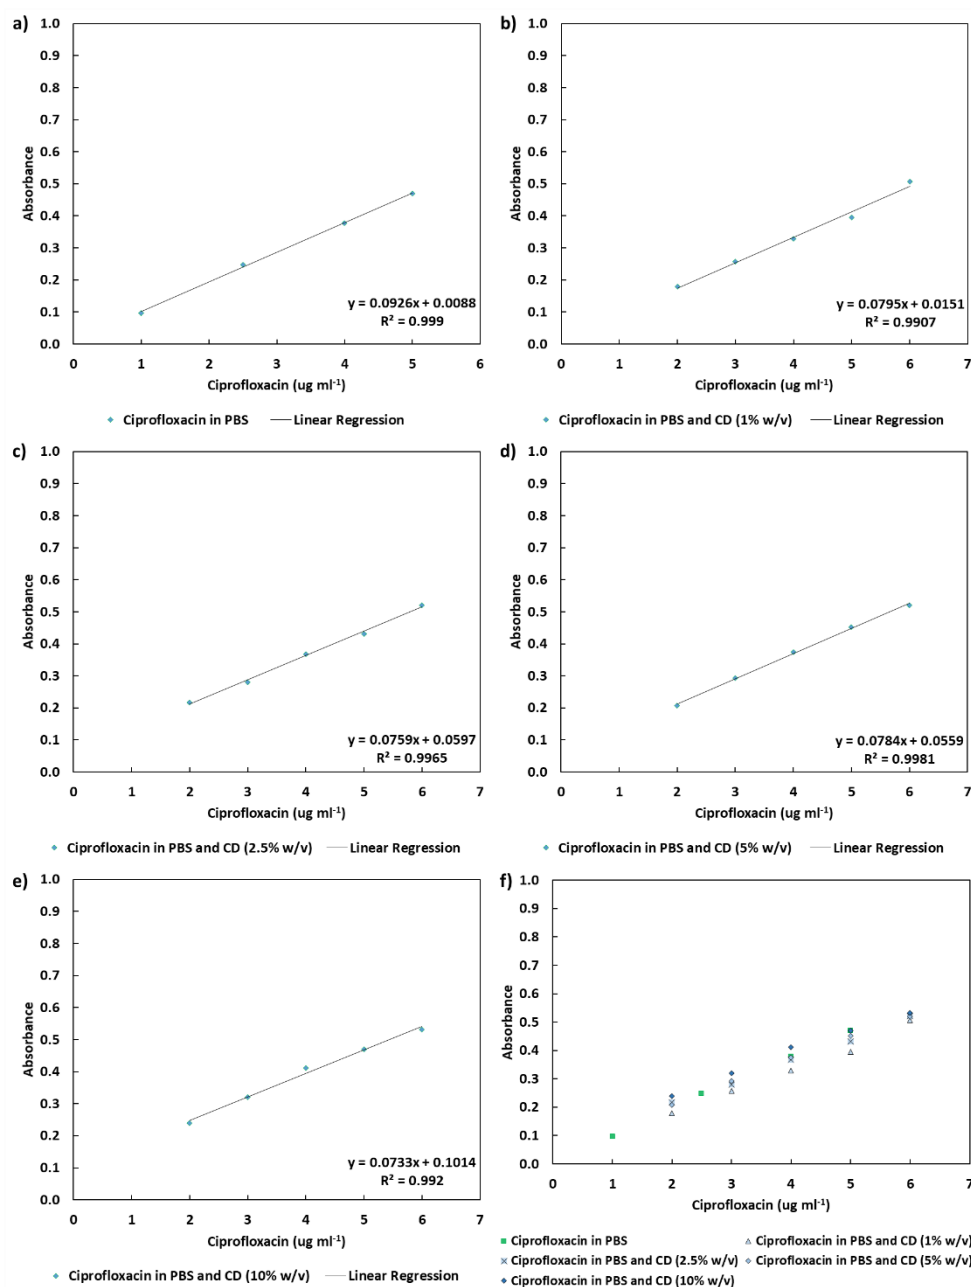 a)
1.0
0.9
0.8
0.7
0.6
0.5
0.4
0.3
0.2
0.1
0.0
Absorbance
y = 0.0926x + 0.0088
R² = 0.999
0 1 2 3 4 5 6
Ciprofloxacin (ug ml⁻¹)
Ciprofloxacin in PBS Linear Regression
b)
1.0
0.9
0.8
0.7
0.6
0.5
0.4
0.3
0.2
0.1
0.0
Absorbance
y = 0.0795x + 0.0151
R² = 0.9907
0 1 2 3 4 5 6 7
Ciprofloxacin (ug ml⁻¹)
Ciprofloxacin in PBS and CD (1% w/v) Linear Regression
c)
1.0
0.9
0.8
0.7
0.6
0.5
0.4
0.3
0.2
0.1
0.0
Absorbance
y = 0.0759x + 0.0597
R² = 0.9965
0 1 2 3 4 5 6 7
Ciprofloxacin (ug ml⁻¹)
Ciprofloxacin in PBS and CD (2.5% w/v) Linear Regression
d)
1.0
0.9
0.8
0.7
0.6
0.5
0.4
0.3
0.2
0.1
0.0
Absorbance
y = 0.0784x + 0.0559
R² = 0.9981
0 1 2 3 4 5 6 7
Ciprofloxacin (ug ml⁻¹)
Ciprofloxacin in PBS and CD (5% w/v) Linear Regression
e)
1.0
0.9
0.8
0.7
0.6
0.5
0.4
0.3
0.2
0.1
0.0
Absorbance
y = 0.0733x + 0.1014
R² = 0.992
0 1 2 3 4 5 6 7
Ciprofloxacin (ug ml⁻¹)
Ciprofloxacin in PBS and CD (10% w/v) Linear Regression
f)
1.0
0.9
0.8
0.7
0.6
0.5
0.4
0.3
0.2
0.1
0.0
Absorbance
0 1 2 3 4 5 6 7
Ciprofloxacin (ug ml⁻¹)
Ciprofloxacin in PBS Ciprofloxacin in PBS and CD (1% w/v)
Ciprofloxacin in PBS and CD (2.5% w/v) Ciprofloxacin in PBS and CD (5% w/v)
Ciprofloxacin in PBS and CD (10% w/v)